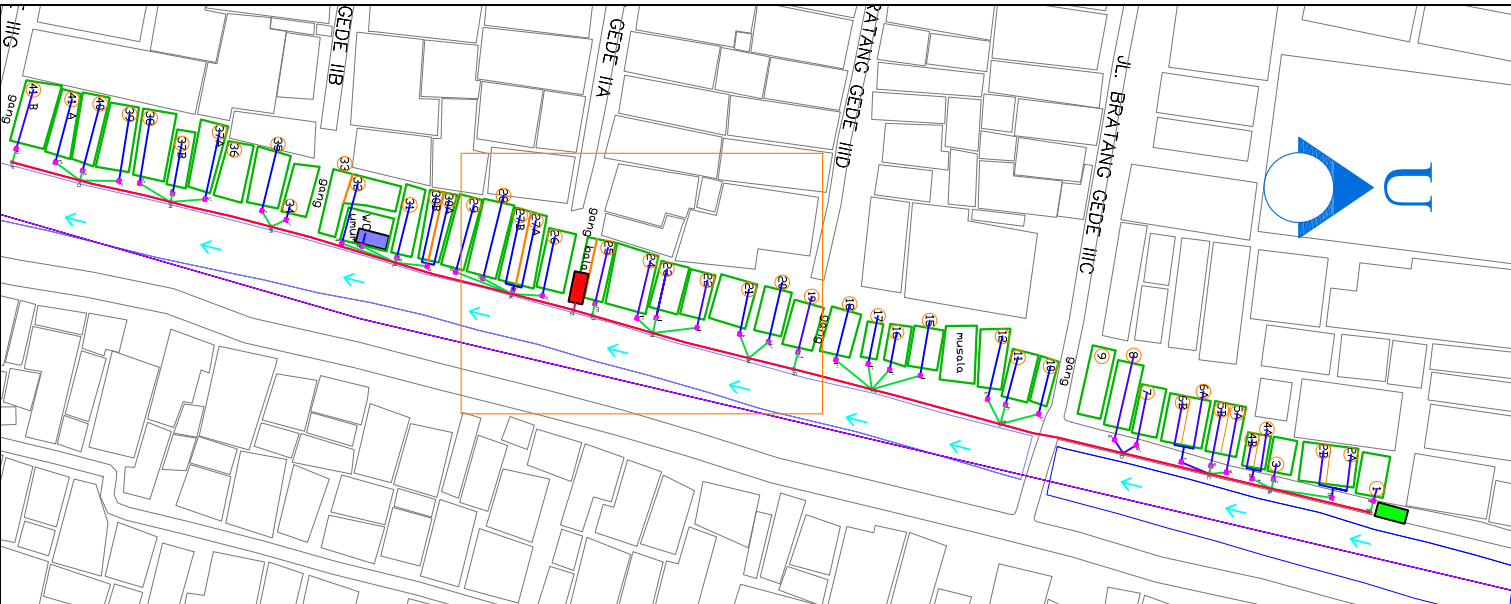 IIIG
GEDE IIB
GEDE IIA
RATANG GEDE IIID
JL. BRATANG GEDE IIIC
U
gang
41 B
41 A
40
39
38
37B
37A
36
35
34
gang
33
32
WC
umum
31
30B
30A
29
28
27B
27A
26
gang balai
25
24
23
22
21
20
19
gang
18
17
16
15
musala
12
11
10
gang
9
8
7
6B
6A
5B
5A
4B
4A
3
2B
2A
1